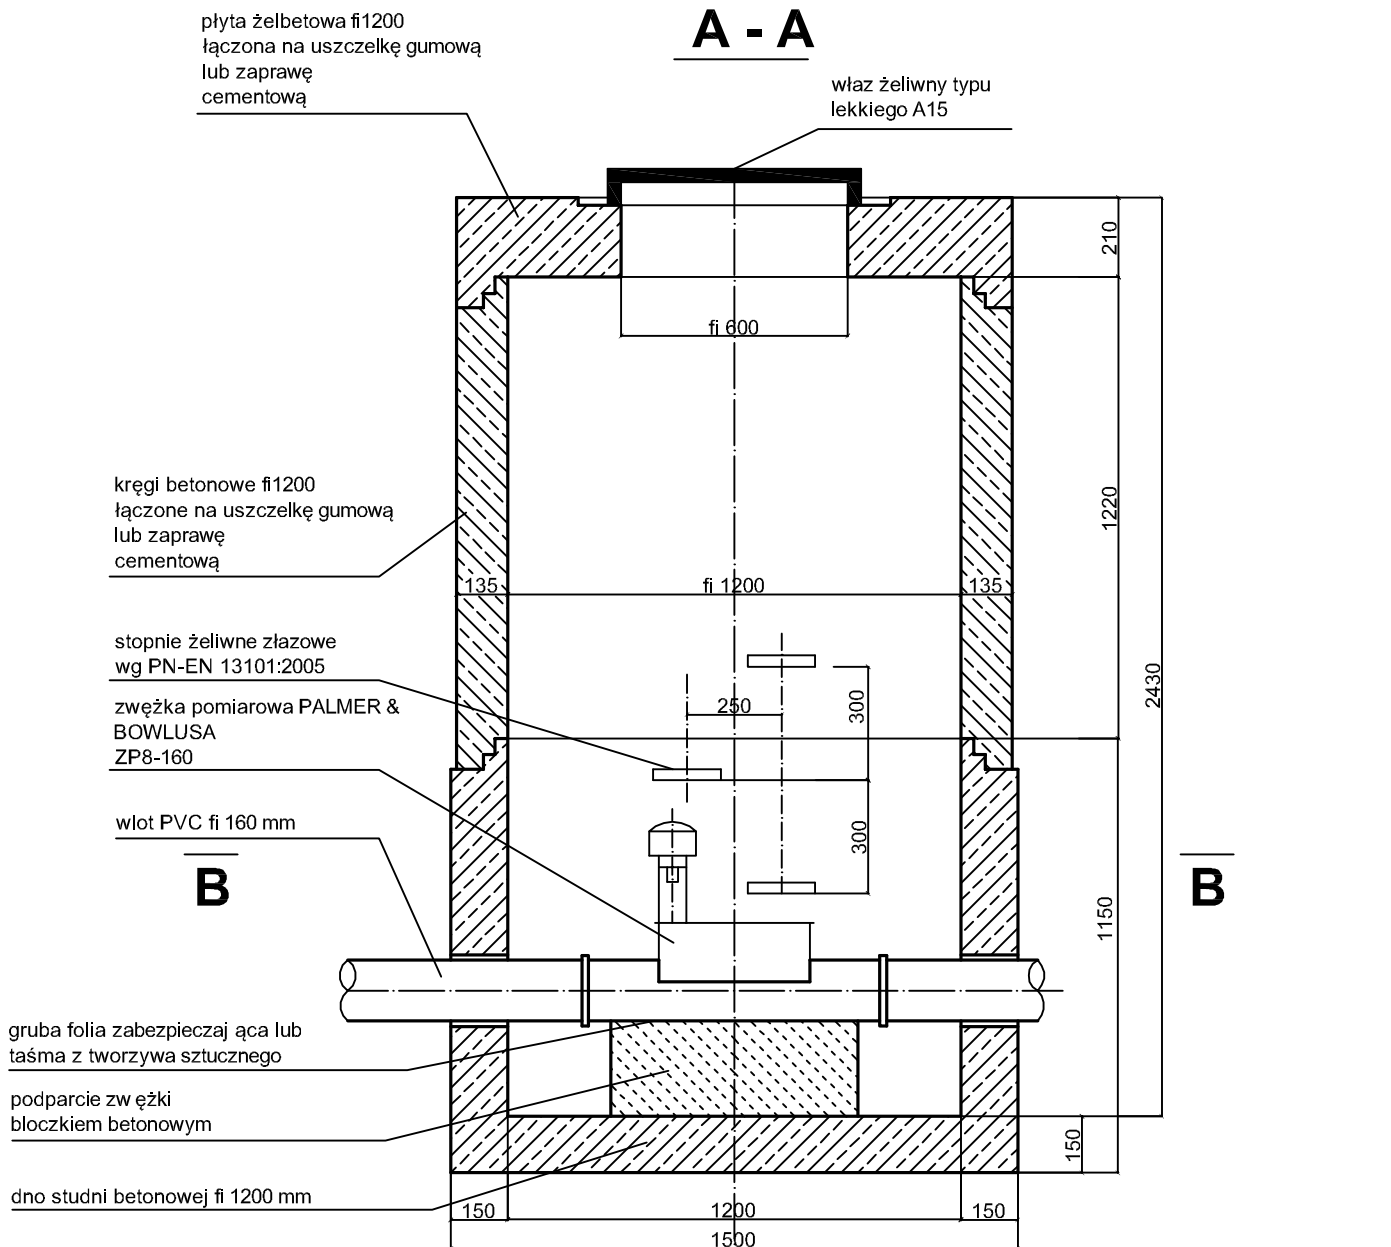 A - A
płyta żelbetowa fi1200
łączona na uszczelkę gumową
lub zaprawę
cementową
właz żeliwny typu
lekkiego A15
210
fi 600
kręgi betonowe fi1200
łączone na uszczelkę gumową
lub zaprawę
cementową
1220
135
fi 1200
135
stopnie żeliwne złazowe
wg PN-EN 13101:2005
2430
300
250
zwężka pomiarowa PALMER &
BOWLUSA
ZP8-160
wlot PVC fi 160 mm
300
B
B
1150
gruba folia zabezpieczaj ąca lub
taśma z tworzywa sztucznego
podparcie zw ężki
bloczkiem betonowym
150
dno studni betonowej fi 1200 mm
150
1200
150
1500